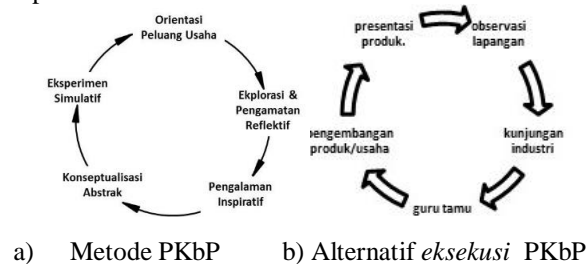 Orientasi
Peluang Usaha
Ekplorasi &
Pengamatan
Reflektif
Pengalaman
Inspiratif
Konseptualisasi
Abstrak
Eksperimen
Simulatif
presentasi
produk.
observasi
lapangan
kunjungan
industri
guru tamu
pengembangan
produk/usaha
a) Metode PKbP
b) Alternatif eksekusi PKbP